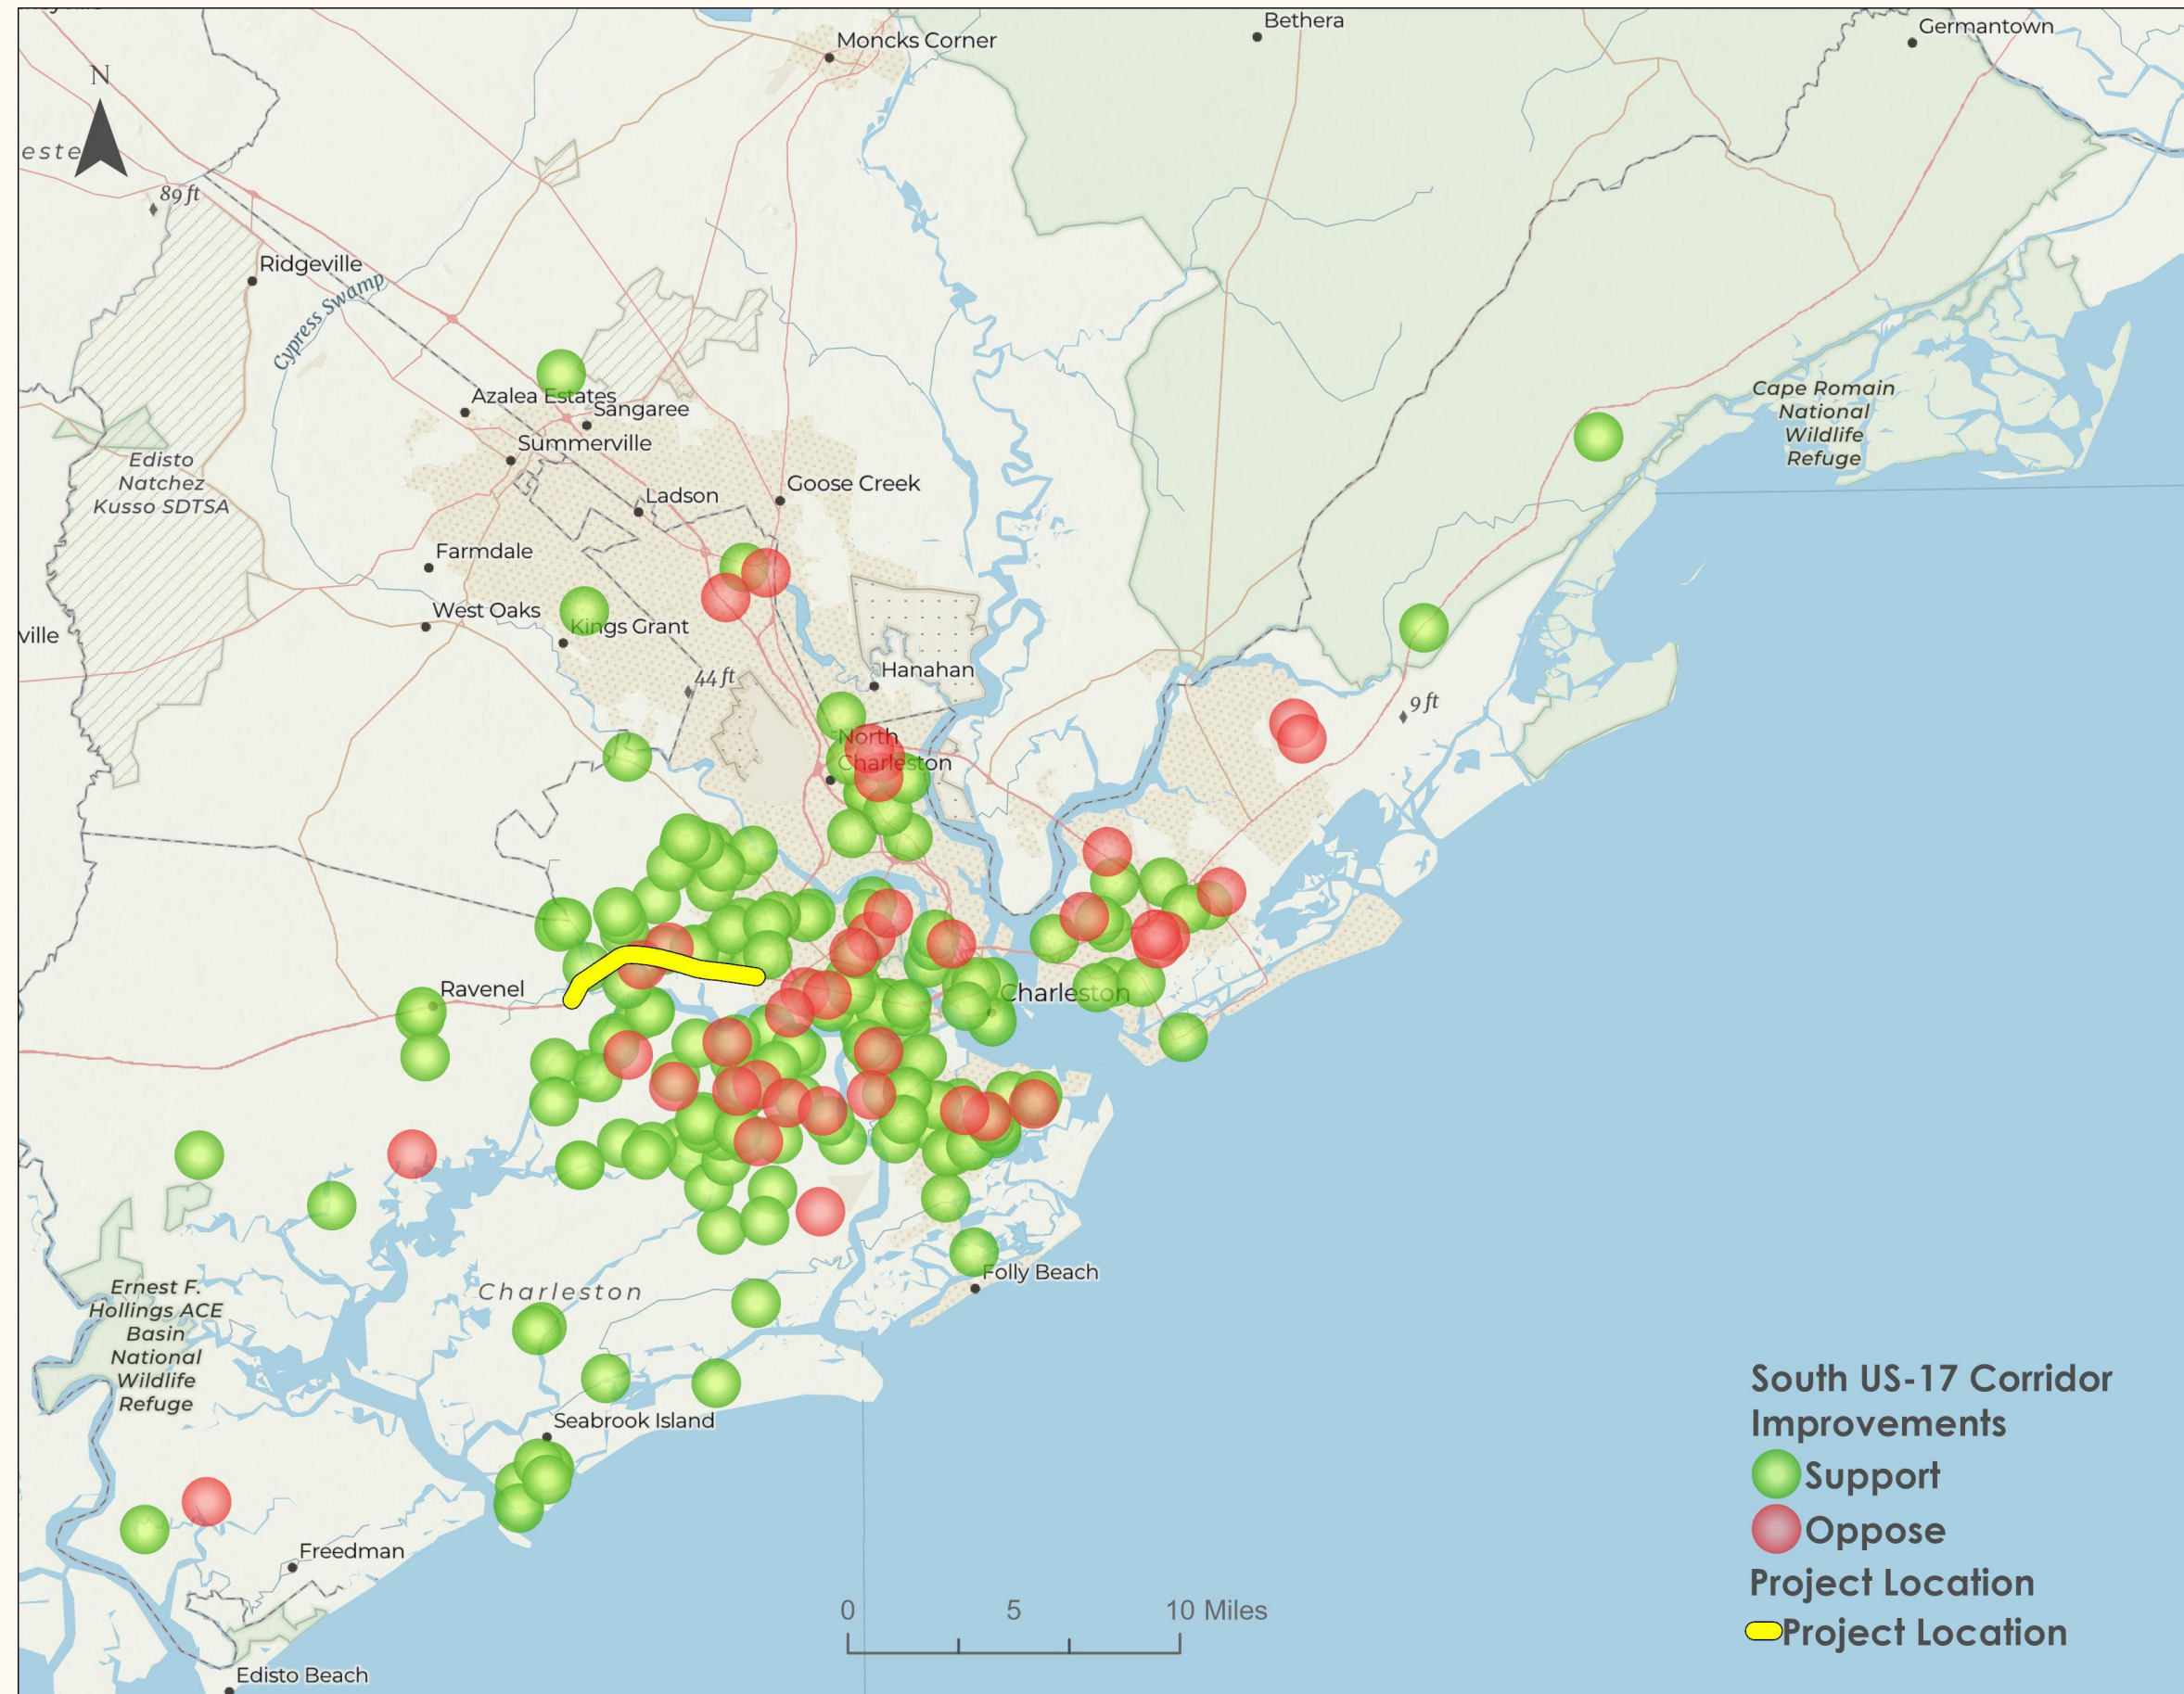 Bethera
Germantown
Moncks Corner
N
este
89 ft
Ridgeville
Cypress Swamp
Azalea Estates
Sangaree
Summerville
Cape Romain
National
Wildlife
Refuge
Edisto
Natchez
Kusso SDTSA
Ladson
Goose Creek
Farmdale
West Oaks
Kings Grant
ville
44 ft
Hanahan
9 ft
North
Charleston
Ravenel
Charleston
Folly Beach
Charleston
Ernest F.
Hollings ACE
Basin
National
Wildlife
Refuge
Seabrook Island
Freedman
Edisto Beach
0 5 10 Miles
South US-17 Corridor
Improvements
Support
Oppose
Project Location
Project Location